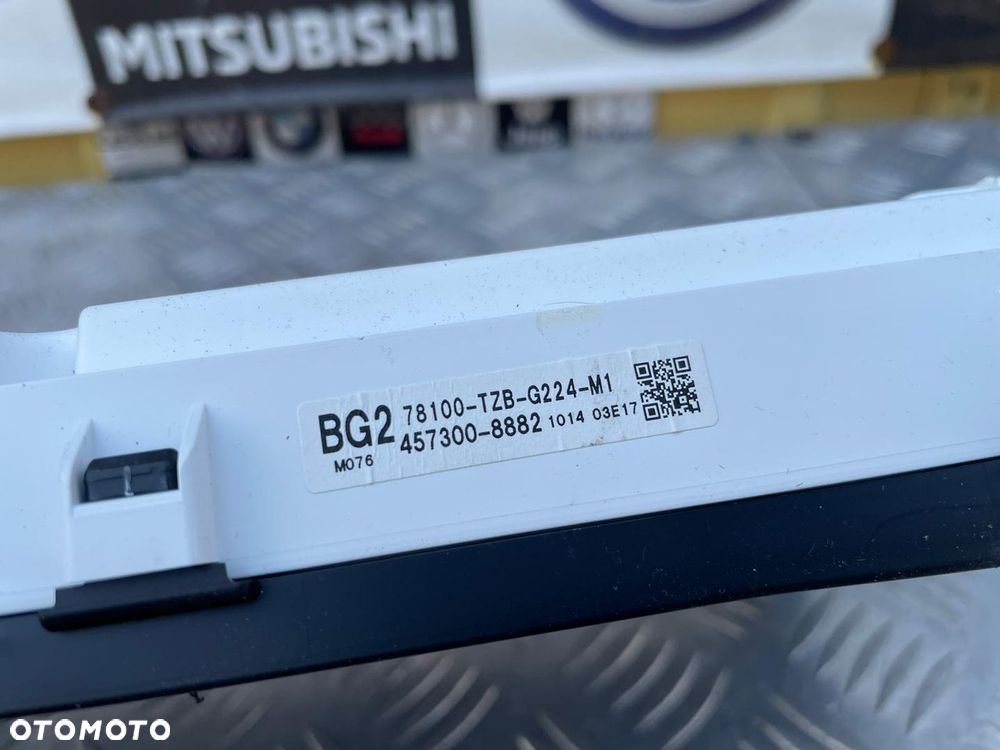 MITSUBISHI
BG2 78100-TZB-G224-M1
M076 457300-8882 1014 03E17
OTOMOTO